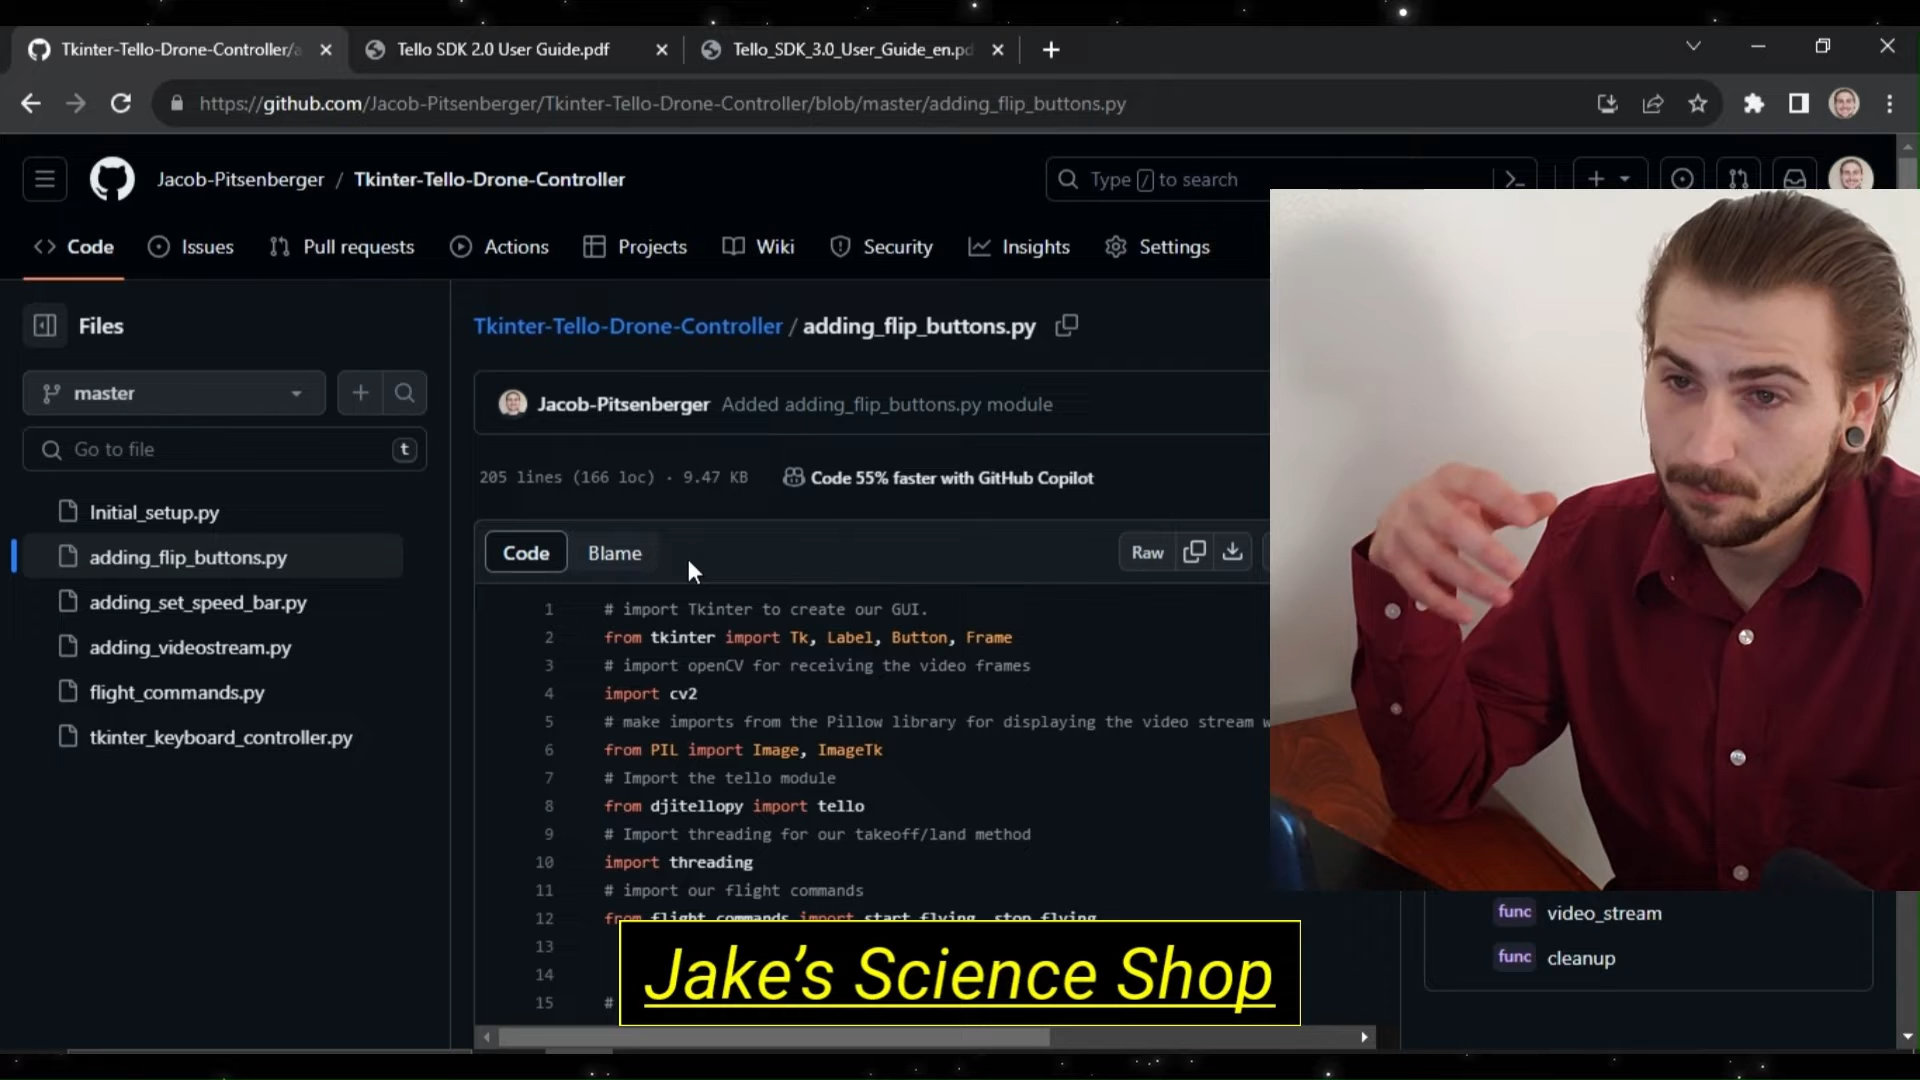 Tkinter-Tello-Drone-Controller/a
Tello SDK 2.0 User Guide.pdf
Tello_SDK_3.0_User_Guide_en.pd
https://github.com/Jacob-Pitsenberger/Tkinter-Tello-Drone-Controller/blob/master/adding_flip_buttons.py
Jacob-Pitsenberger / Tkinter-Tello-Drone-Controller
Type / to search
Code
Issues
Pull requests
Actions
Projects
Wiki
Security
Insights
Settings
Files
master
Go to file
t
Initial_setup.py
adding_flip_buttons.py
adding_set_speed_bar.py
adding_videostream.py
flight_commands.py
tkinter_keyboard_controller.py
Tkinter-Tello-Drone-Controller / adding_flip_buttons.py
Jacob-Pitsenberger Added adding_flip_buttons.py module
205 lines (166 loc) · 9.47 KB
Code 55% faster with GitHub Copilot
Code
Blame
Raw
1 # import Tkinter to create our GUI.
2 from tkinter import Tk, Label, Button, Frame
3 # import openCV for receiving the video frames
4 import cv2
5 # make imports from the Pillow library for displaying the video stream w
6 from PIL import Image, ImageTk
7 # Import the tello module
8 from djitellopy import tello
9 # Import threading for our takeoff/land method
10 import threading
11 # import our flight commands
12 from flight_commands import start_flying, stop_flying
13
14
15 #
func video_stream
func cleanup
Jake's Science Shop